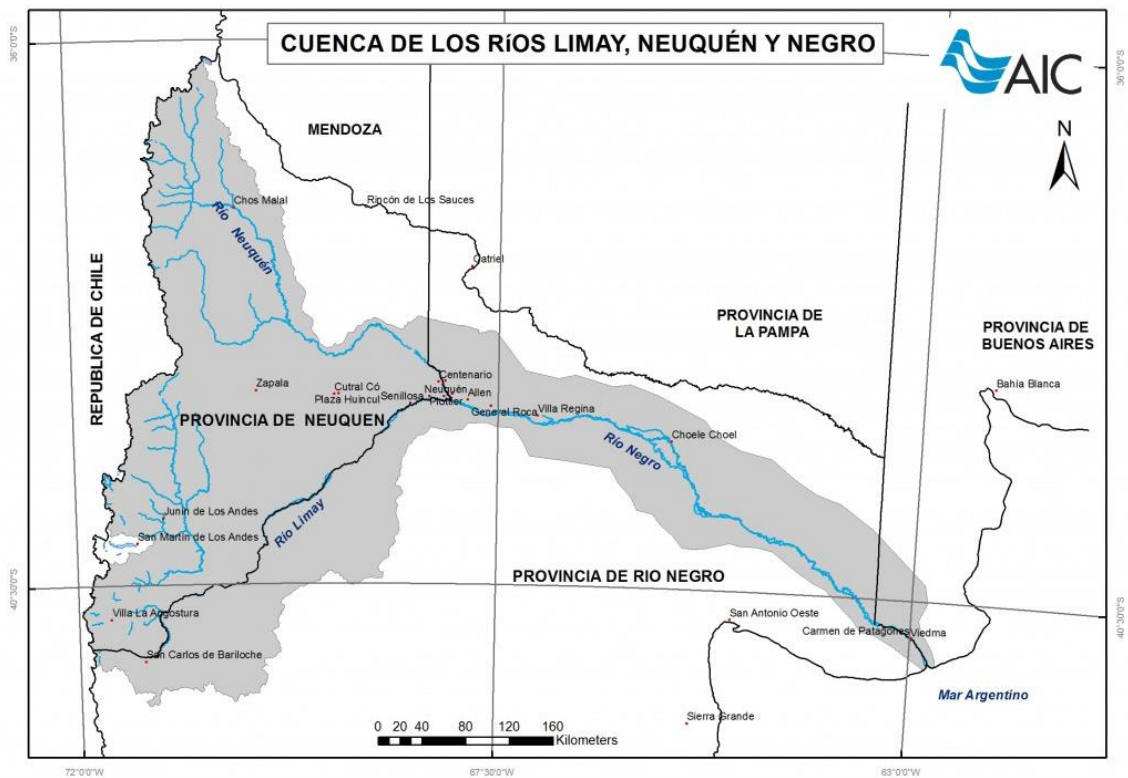 CUENCA DE LOS RíOS LIMAY, NEUQUÉN Y NEGRO
AIC
N
36°0'0"S
36°0'0"S
MENDOZA
Chos Malal
Rincón de Los Sauces
Río Neuquén
Catriel
REPUBLICA DE CHILE
PROVINCIA DE
LA PAMPA
PROVINCIA DE
BUENOS AIRES
Bahia Blanca
Zapala
Cutral Có
Plaza Huincul
Centenario
Neuquén
Senillosa
Plottier
Allen
General Roca
Villa Regina
PROVINCIA DE NEUQUEN
Choele Choel
Río Negro
Río Limay
Junín de Los Andes
San Martín de Los Andes
40°30'0"S
PROVINCIA DE RIO NEGRO
40°30'0"S
Villa La Angostura
San Antonio Oeste
Carmen de Patagones
Viedma
San Carlos de Bariloche
Mar Argentino
Sierra Grande
0 20 40 80 120 160
Kilometers
72°0'0"W
67°30'0"W
63°0'0"W